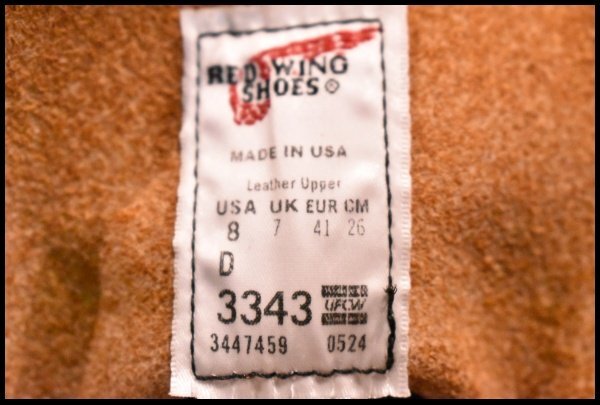 RED WING
SHOES®
MADE IN USA
Leather Upper
USA UK EUR CM
8 7 41 26
D
3343 UFCW
3447459 0524